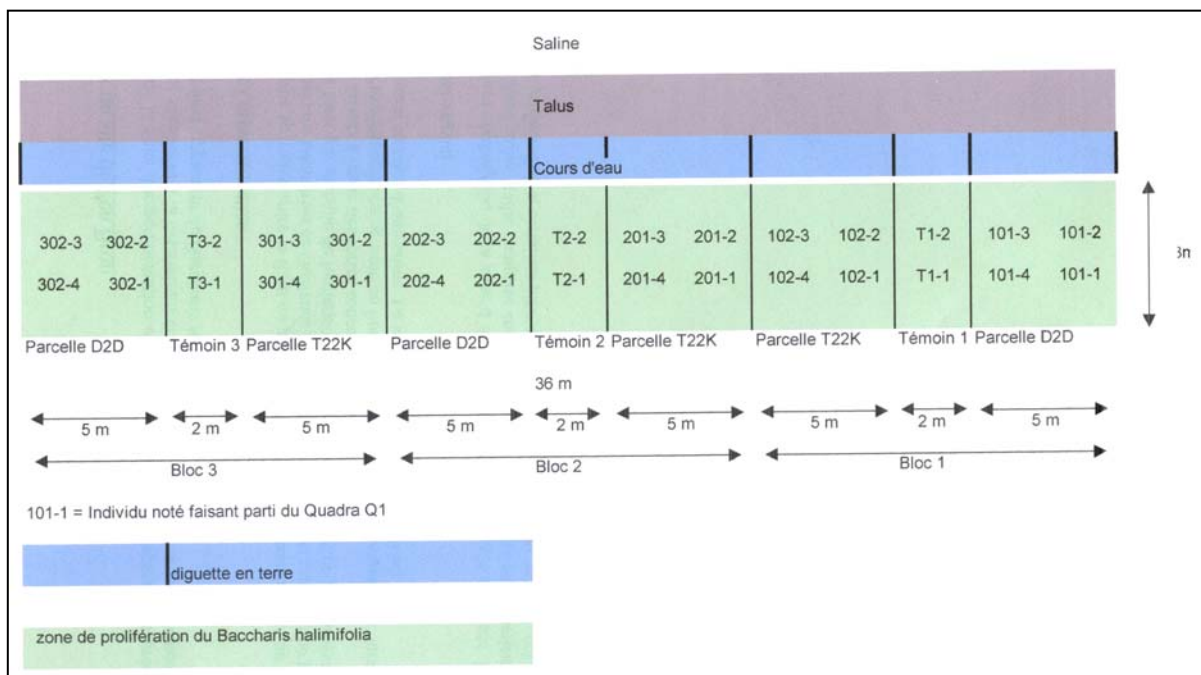 Saline
Talus
Cours d'eau
302-3 302-2 T3-2 301-3 301-2 202-3 202-2 T2-2 201-3 201-2 102-3 102-2 T1-2 101-3 101-2
302-4 302-1 T3-1 301-4 301-1 202-4 202-1 T2-1 201-4 201-1 102-4 102-1 T1-1 101-4 101-1
Parcelle D2D Témoin 3 Parcelle T22K Parcelle D2D Témoin 2 Parcelle T22K Parcelle T22K Témoin 1 Parcelle D2D
36 m
5 m 2 m 5 m 5 m 2 m 5 m 5 m 2 m 5 m
Bloc 3 Bloc 2 Bloc 1
101-1 = Individu noté faisant parti du Quadra Q1
diguette en terre
zone de prolifération du Baccharis halimifolia